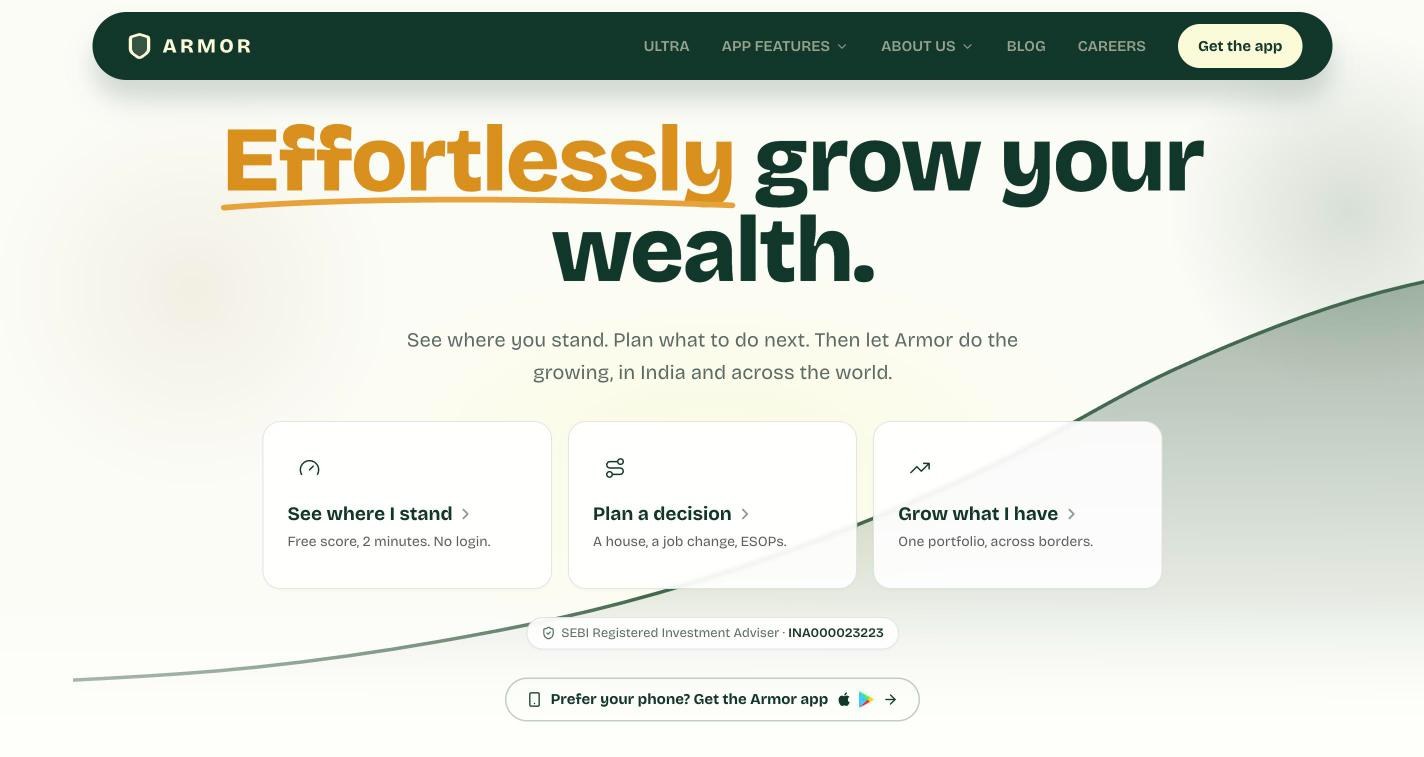 ARMOR
ULTRA
APP FEATURES
ABOUT US
BLOG
CAREERS
Get the app
Effortlessly grow your
wealth.
See where you stand. Plan what to do next. Then let Armor do the
growing, in India and across the world.
See where I stand
Free score, 2 minutes. No login.
Plan a decision
A house, a job change, ESOPs.
Grow what I have
One portfolio, across borders.
SEBI Registered Investment Adviser · INA000023223
Prefer your phone? Get the Armor app